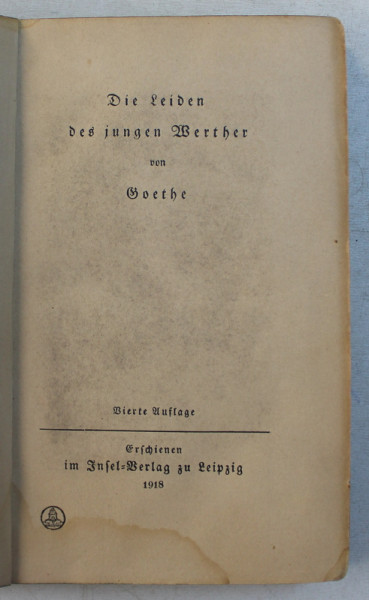 Die Leiden
des jungen Werther
von
Goethe
Vierte Auflage
Erschienen
im Insel-Verlag zu Leipzig
1918